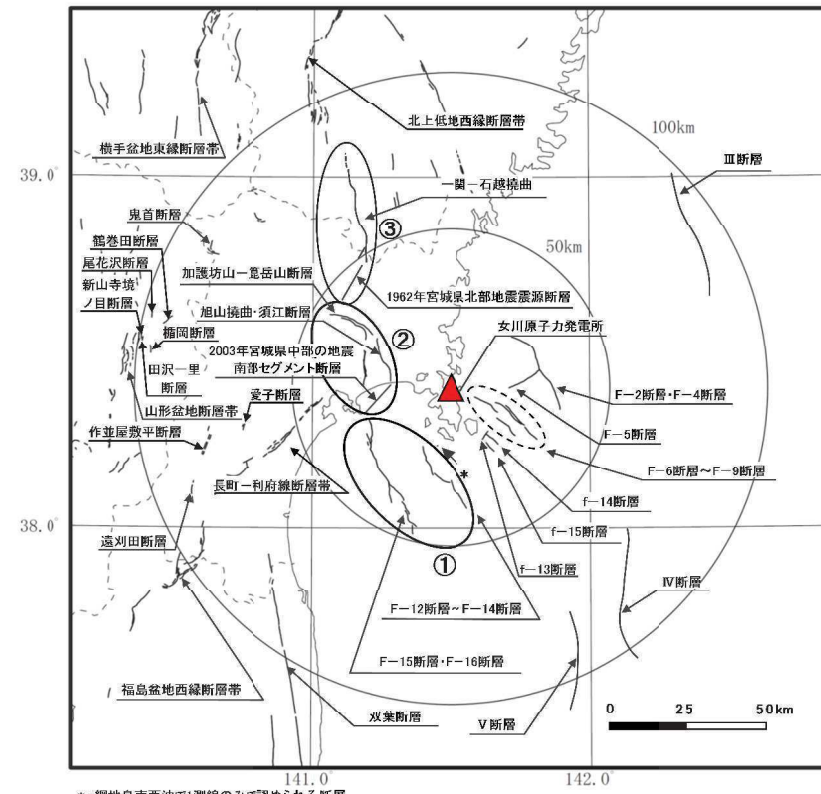 北上低地西縁断層帯
100km
横手盆地東縁断層帯
Ⅲ断層
39.0°
一関ー石越撓曲
鬼首断層
③
50km
鶴巻田断層
加護坊山ー箟岳山断層
尾花沢断層
1962年宮城県北部地震震源断層
新山寺境
ノ目断層
旭山撓曲・須江断層
女川原子力発電所
楯岡断層
②
2003年宮城県中部の地震
南部セグメント断層
田沢ー里
断層
愛子断層
F-2断層・F-4断層
山形盆地断層帯
F-5断層
作並屋敷平断層
F-6断層～F-9断層
*
長町ー利府線断層帯
f-14断層
38.0°
f-15断層
遠刈田断層
①
f-13断層
Ⅳ断層
F-12断層～F-14断層
F-15断層・F-16断層
福島盆地西縁断層帯
双葉断層
Ⅴ断層
0 25 50km
141.0° 142.0°